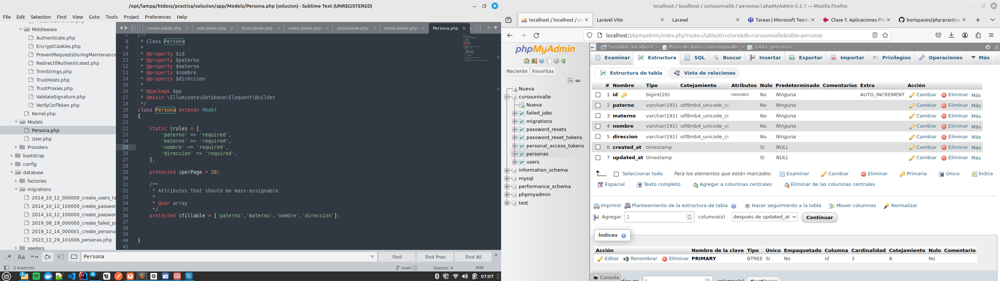 /opt/lampp/htdocs/practica/solucion/app/Models/Persona.php (solucion) - Sublime Text (UNREGISTERED)
File Edit Selection Find View Goto Tools Project Preferences Help
Middleware
Authenticate.php
EncryptCookies.php
PreventRequestsDuringMaintenance
RedirectIfAuthenticated.php
TrimStrings.php
TrustHosts.php
TrustProxies.php
ValidateSignature.php
VerifyCsrfToken.php
Kernel.php
Models
Persona.php
User.php
Providers
bootstrap
config
database
factories
migrations
2014_10_12_000000_create_users_ta
2014_10_12_100000_create_passwor
2014_10_12_100000_create_passwor
2019_08_19_000000_create_failed_jo
2019_12_14_000001_create_persona
2023_12_29_101606_personas.php
seeders
create.blade.php edit.blade.php form.blade.php index.blade.php show.blade.php home.blade.php Persona.php
7 /**
8 * Class Persona
9 *
10 * @property $id
11 * @property $paterno
12 * @property $materno
13 * @property $nombre
14 * @property $direccion
15 *
16 * @package App
17 * @mixin \Illuminate\Database\Eloquent\Builder
18 */
19 class Persona extends Model
20 {
21
22 static $rules = [
23 'paterno' => 'required',
24 'materno' => 'required',
25 'nombre' => 'required',
26 'direccion' => 'required',
27 ];
28
29 protected $perPage = 20;
30
31 /**
32 * Attributes that should be mass-assignable.
33 *
34 * @var array
35 */
36 protected $fillable = ['paterno','materno','nombre','direccion'];
37
38
39
40 }
41
.* Aa “” Persona Find Find Prev Find All
2 matches main 1 Spaces: 4 PHP
3 4 07:07
localhost / localhost / cursounivalle / personas | phpMyAdmin 5.2.1 — Mozilla Firefox
localhost / localhost / cu Laravel Vite Laravel Tareas | Microsoft Teams Clase 7. Aplicaciones PH borispacex/php-practica
localhost/phpmyadmin/index.php?route=/table/structure&db=cursounivalle&table=personas
phpMyAdmin
Reciente Favoritas
Nueva
cursounivalle
Nueva
failed_jobs
migrations
password_resets
password_reset_tokens
personal_access_tokens
personas
users
information_schema
mysql
performance_schema
phpmyadmin
test
Servidor: localhost » Base de datos: cursounivalle » Tabla: personas
Examinar Estructura SQL Buscar Insertar Exportar Importar Privilegios Operaciones Más
Estructura de tabla Vista de relaciones
# Nombre Tipo Cotejamiento Atributos Nulo Predeterminado Comentarios Extra Acción
1 id bigint(20) UNSIGNED No Ninguna AUTO_INCREMENT Cambiar Eliminar Más
2 paterno varchar(191) utf8mb4_unicode_ci No Ninguna Cambiar Eliminar Más
3 materno varchar(191) utf8mb4_unicode_ci No Ninguna Cambiar Eliminar Más
4 nombre varchar(191) utf8mb4_unicode_ci No Ninguna Cambiar Eliminar Más
5 direccion varchar(191) utf8mb4_unicode_ci No Ninguna Cambiar Eliminar Más
6 created_at timestamp Sí NULL Cambiar Eliminar Más
7 updated_at timestamp Sí NULL Cambiar Eliminar Más
Seleccionar todo Para los elementos que están marcados: Examinar Cambiar Eliminar Primaria Único Índice
Espacial Texto completo Agregar a columnas centrales Eliminar de las columnas centrales
Imprimir Planteamiento de la estructura de tabla Hacer seguimiento a la tabla Mover columnas Normalizar
Agregar 1 columna(s) después de updated_at Continuar
Índices
Acción Nombre de la clave Tipo Único Empaquetado Columna Cardinalidad Cotejamiento Nulo Comentario
Editar Renombrar Eliminar PRIMARY BTREE Sí No id 3 A No
Consola